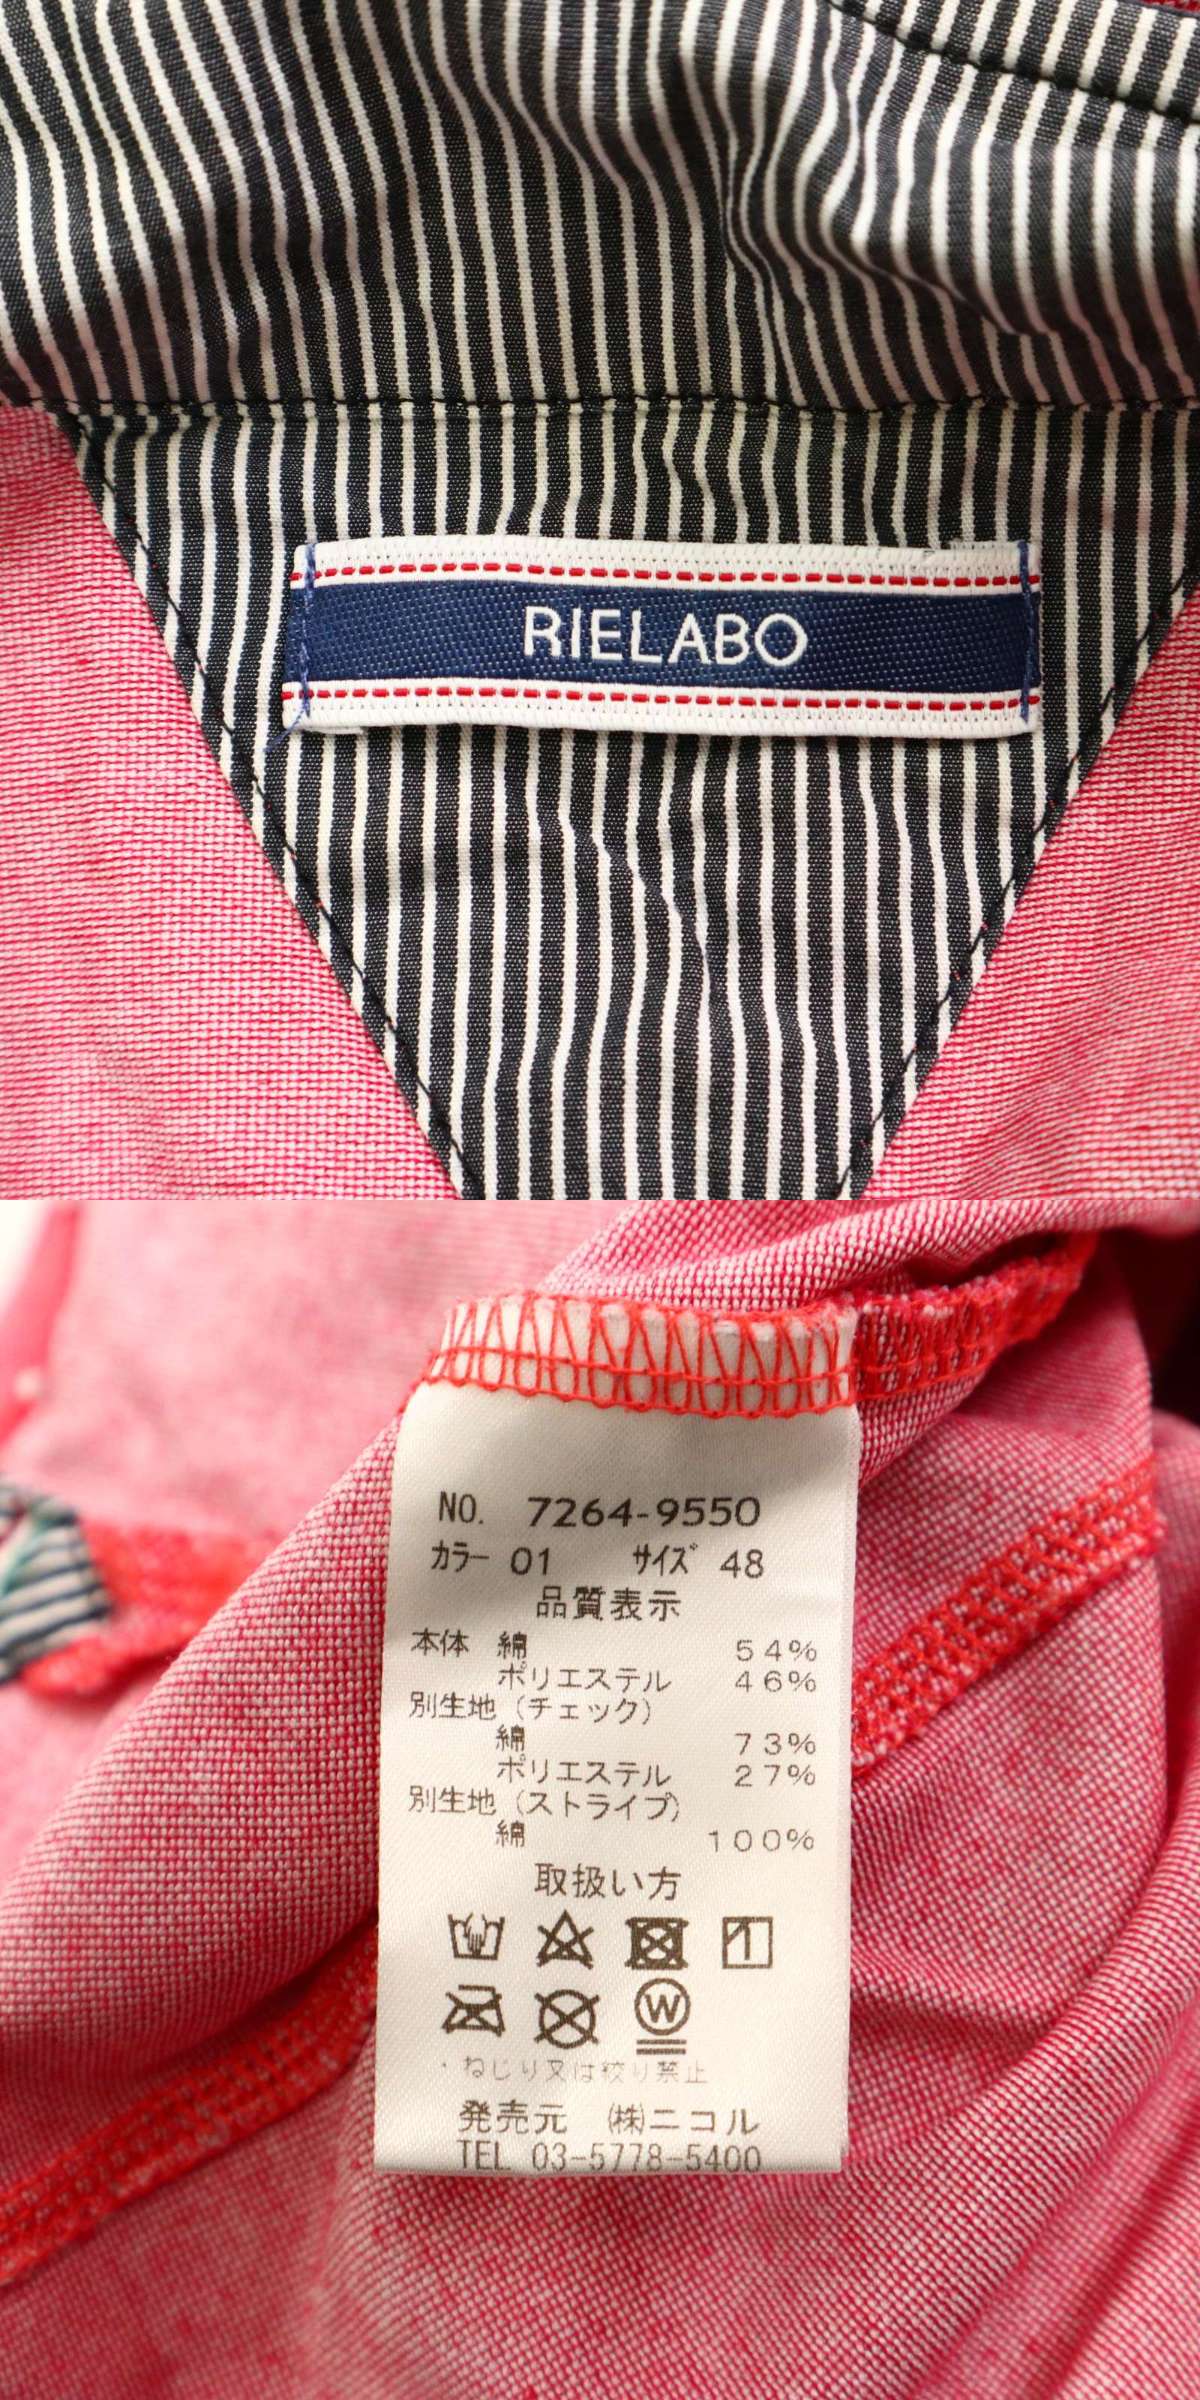 RIELABO
NO. 7264-9550
カラー 01 サイズ 48
品質表示
本体 綿 54%
ポリエステル 46%
別生地(チェック)
綿 73%
ポリエステル 27%
別生地(ストライプ)
綿 100%
取扱い方
1
W
・ねじり又は絞り禁止
発売元 ㈱ニコル
TEL 03-5778-5400